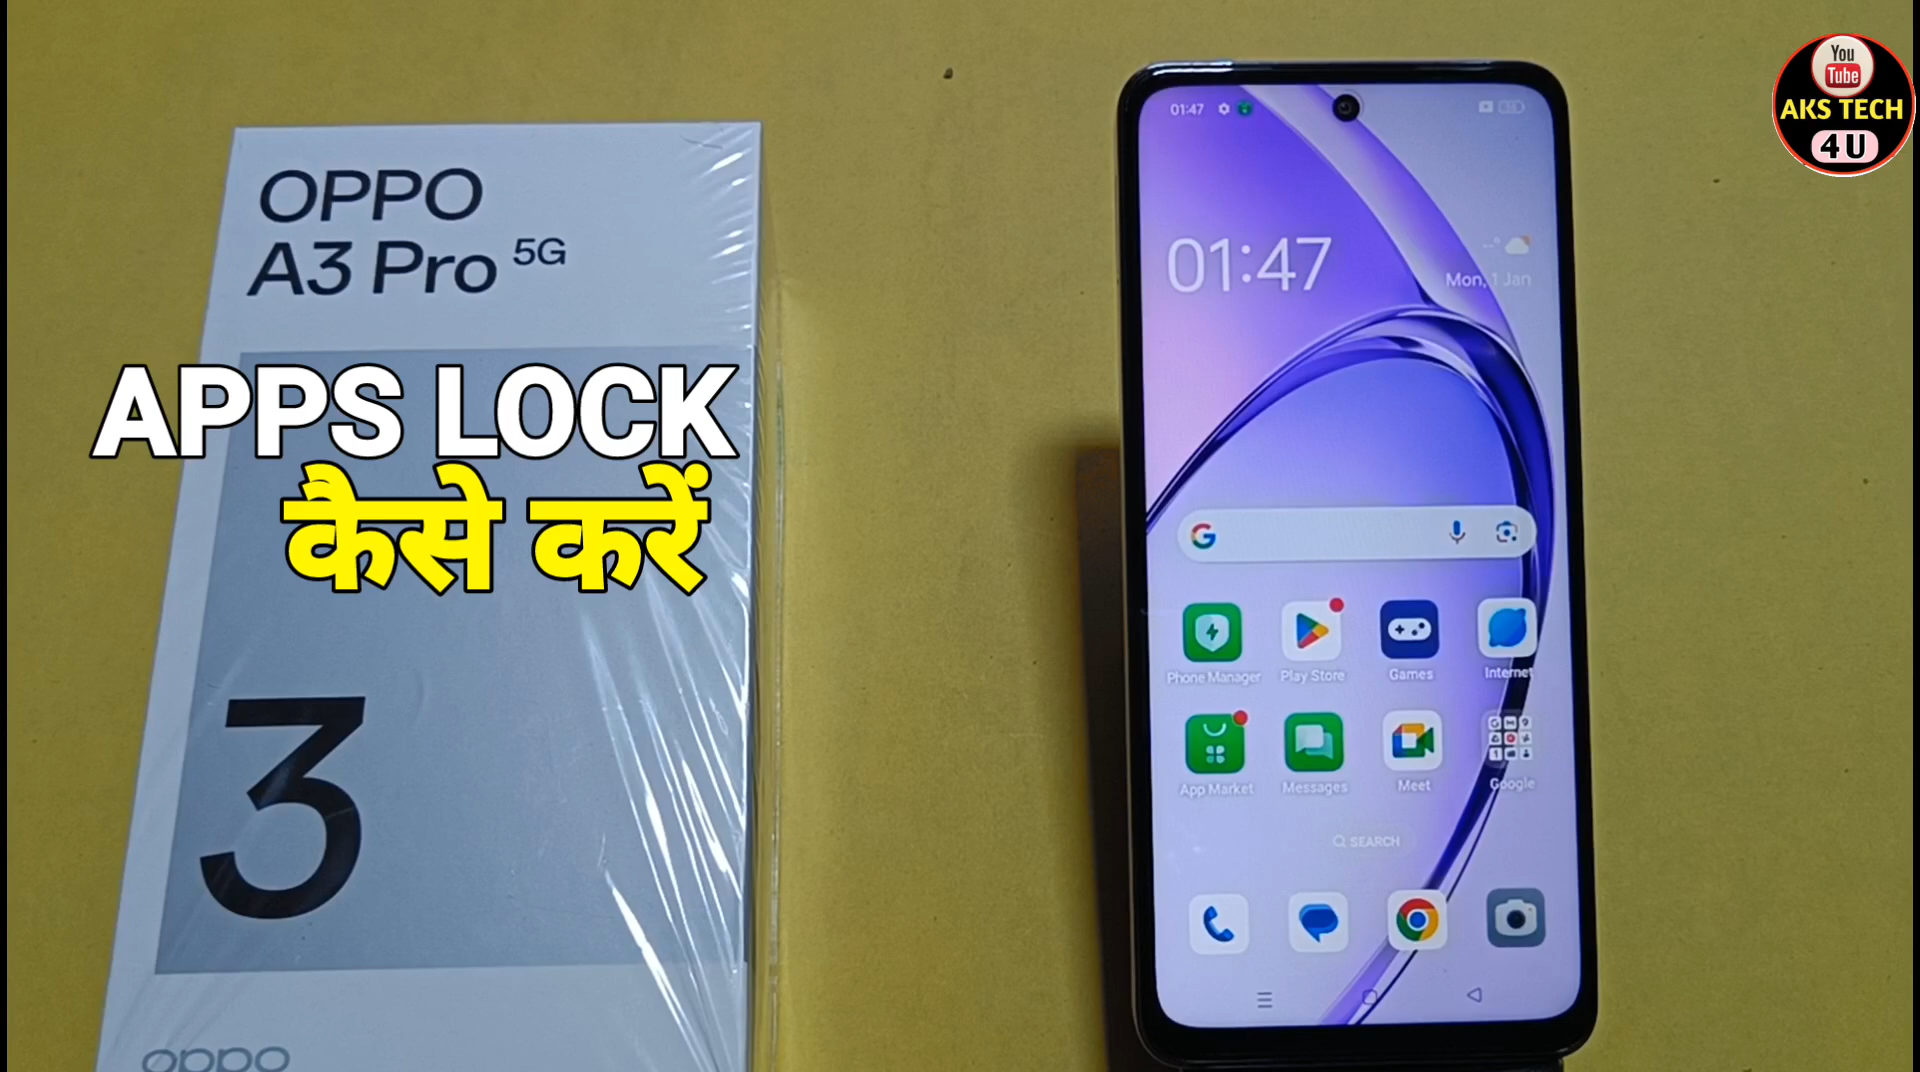 You
Tube
AKS TECH
4U
OPPO
A3 Pro 5G
APPS LOCK
कैसे करें
3
oppo
01:47
01:47
Mon, 1 Jan
Phone Manager
Play Store
Games
Internet
App Market
Messages
Meet
Google
SEARCH